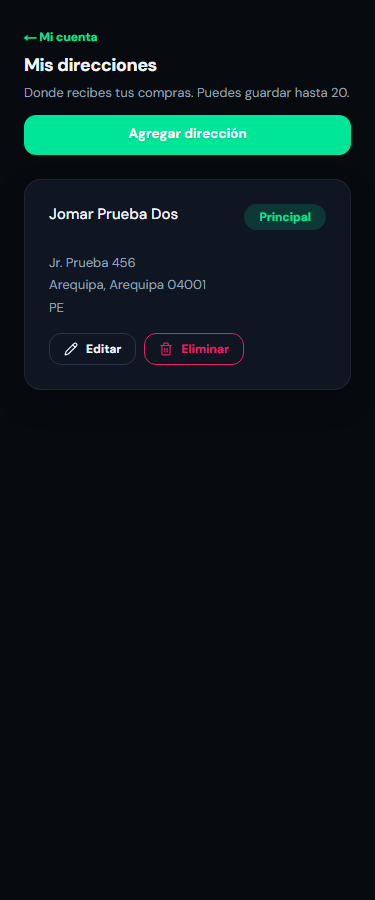 ← Mi cuenta
Mis direcciones
Donde recibes tus compras. Puedes guardar hasta 20.
Agregar dirección
Jomar Prueba Dos
Principal
Jr. Prueba 456
Arequipa, Arequipa 04001
PE
Editar
Eliminar